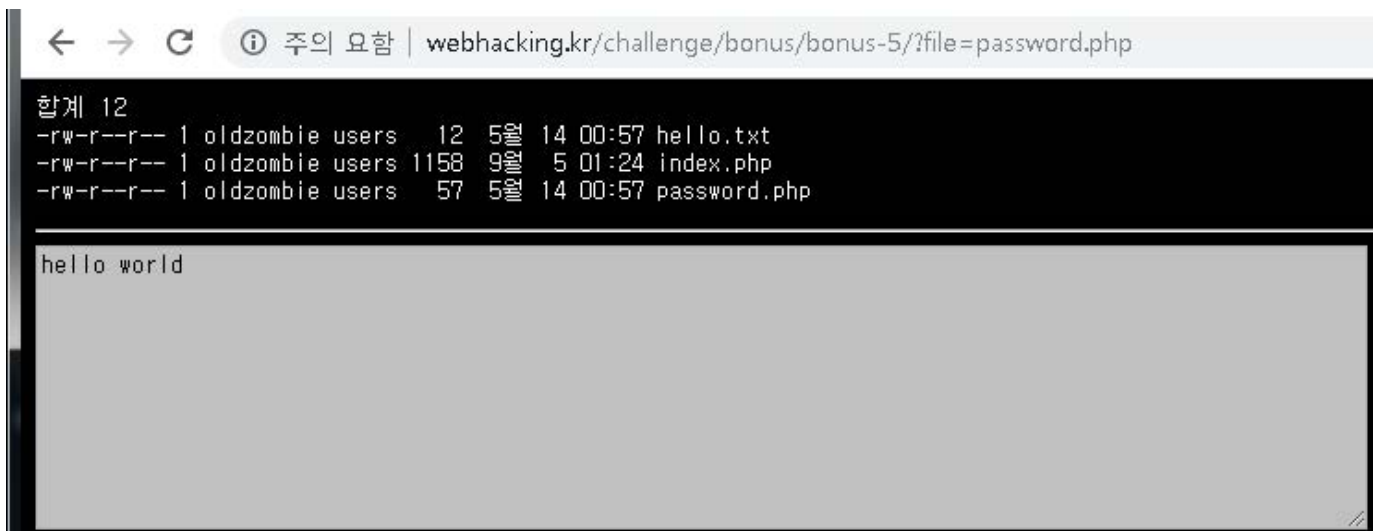 주의 요함 | webhacking.kr/challenge/bonus/bonus-5/?file=password.php
합계 12
-rw-r--r-- 1 oldzombie users 12 5월 14 00:57 hello.txt
-rw-r--r-- 1 oldzombie users 1158 9월 5 01:24 index.php
-rw-r--r-- 1 oldzombie users 57 5월 14 00:57 password.php
hello world